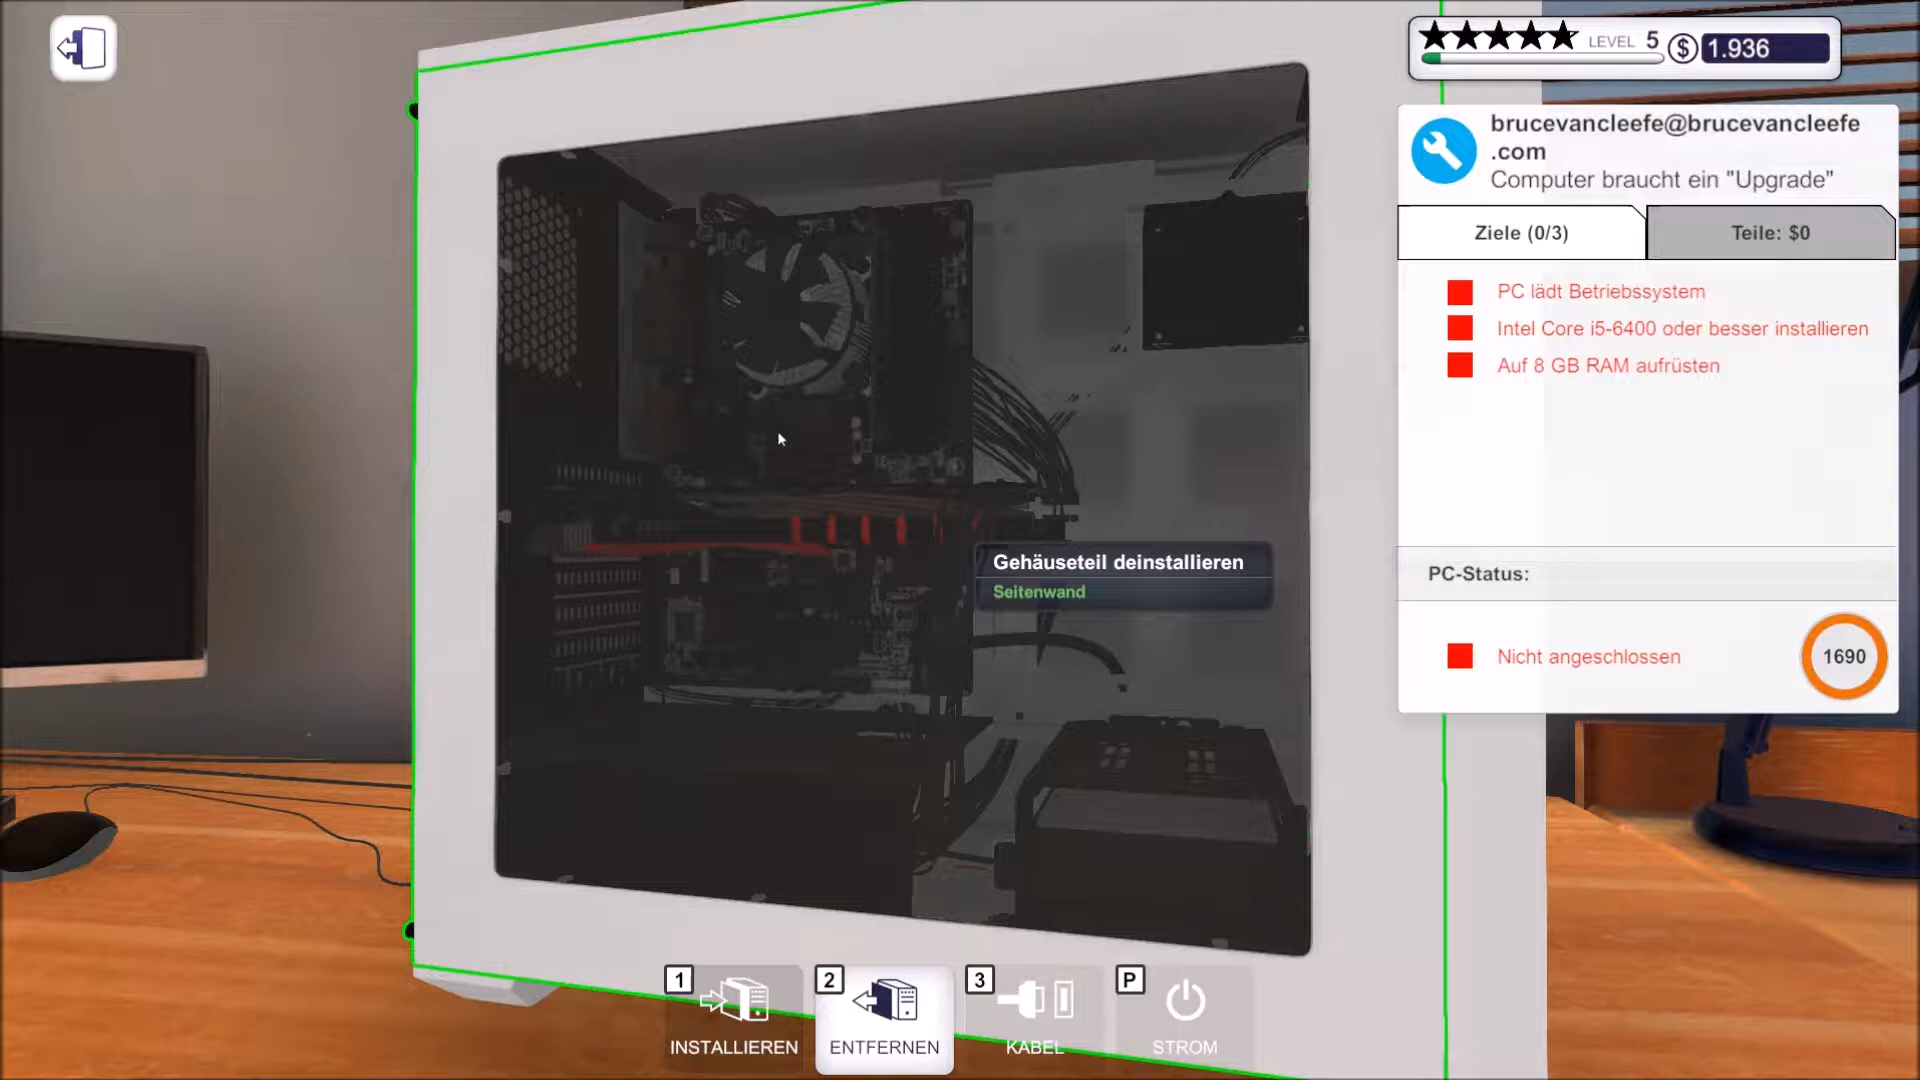 LEVEL 5 $ 1.936
brucevancleefe@brucevancleefe
.com
Computer braucht ein "Upgrade"
Ziele (0/3) Teile: $0
PC lädt Betriebssystem
Intel Core i5-6400 oder besser installieren
Auf 8 GB RAM aufrüsten
Gehäuseteil deinstallieren
Seitenwand
PC-Status:
Nicht angeschlossen 1690
1 2 3 P
INSTALLIEREN ENTFERNEN KABEL STROM